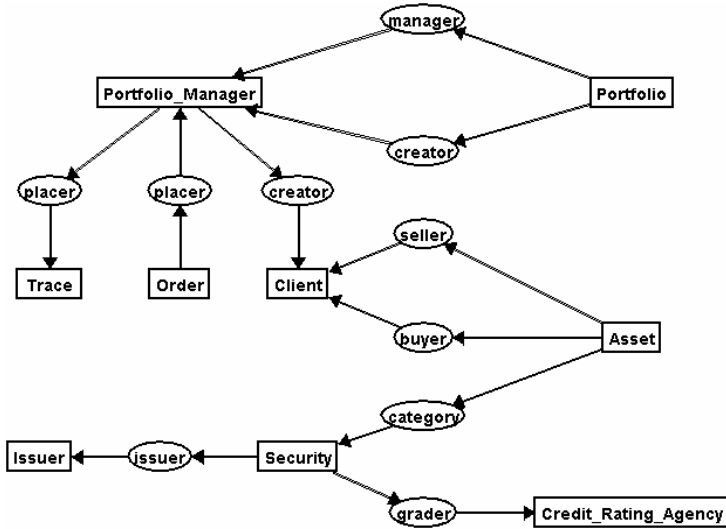 manager
Portfolio_Manager
Portfolio
creator
placer
placer
creator
seller
Trace
Order
Client
buyer
Asset
category
Issuer
issuer
Security
grader
Credit_Rating_Agency